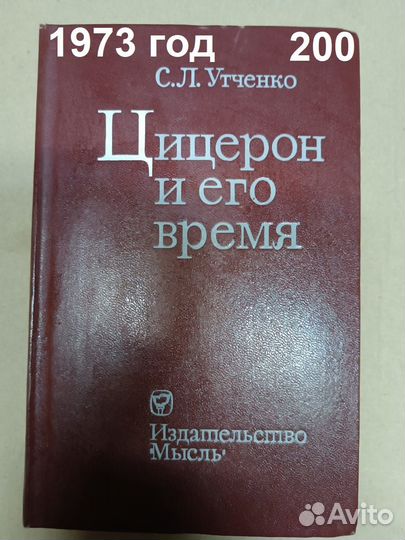 1973 год 200
С.Л.Утченко
Цицерон
и его
время
Издательство
«Мысль»
Avito